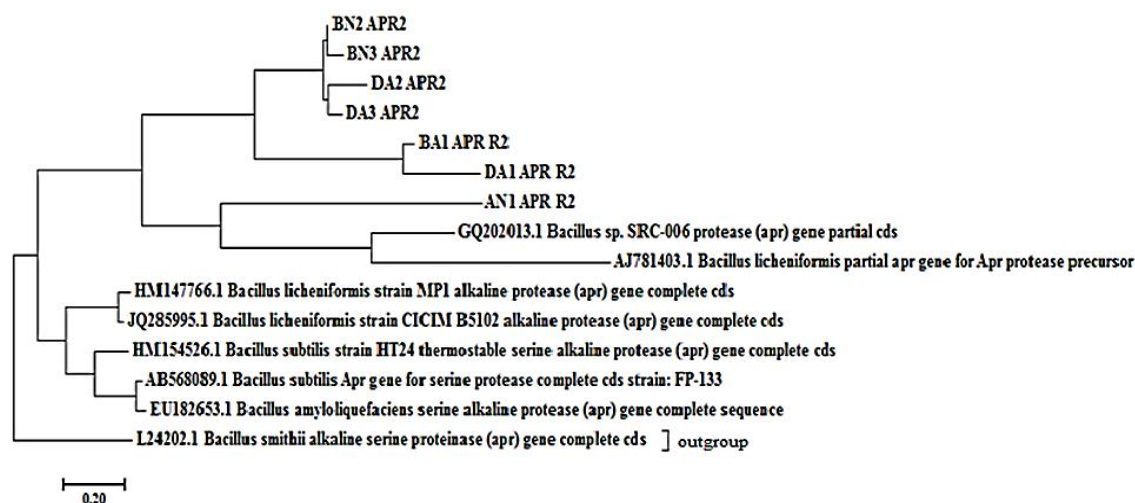 BN2 APR2
BN3 APR2
DA2 APR2
DA3 APR2
BA1 APR R2
DA1 APR R2
AN1 APR R2
GQ202013.1 Bacillus sp. SRC-006 protease (apr) gene partial cds
AJ781403.1 Bacillus licheniformis partial apr gene for Apr protease precursor
HM147766.1 Bacillus licheniformis strain MP1 alkaline protease (apr) gene complete cds
JQ285995.1 Bacillus licheniformis strain CICIM B5102 alkaline protease (apr) gene complete cds
HM154526.1 Bacillus subtilis strain HT24 thermostable serine alkaline protease (apr) gene complete cds
AB568089.1 Bacillus subtilis Apr gene for serine protease complete cds strain: FP-133
EU182653.1 Bacillus amyloliquefaciens serine alkaline protease (apr) gene complete sequence
L24202.1 Bacillus smithii alkaline serine proteinase (apr) gene complete cds ] outgroup
0.20